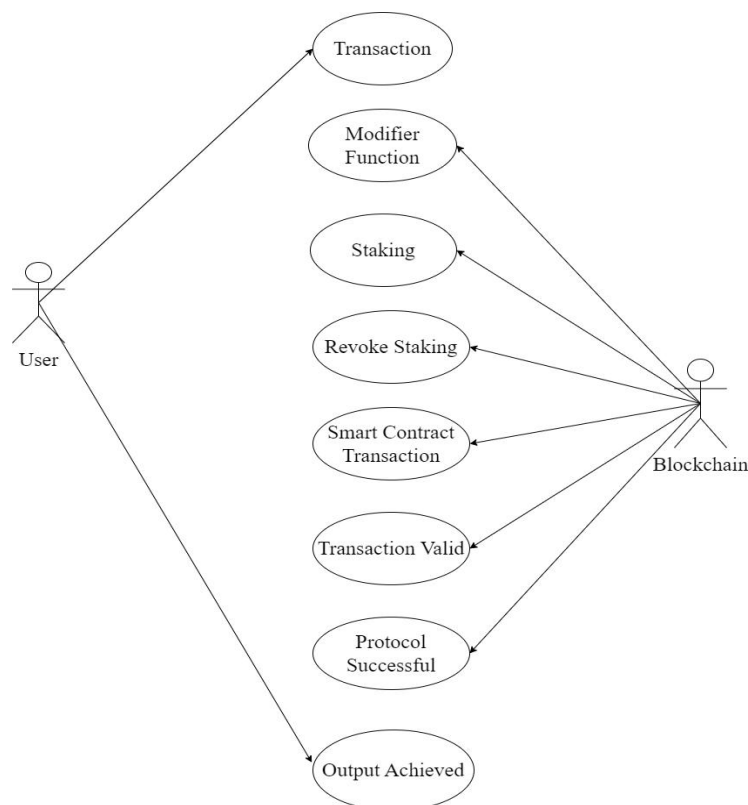 Transaction
Modifier
Function
Staking
User
Revoke Staking
Smart Contract
Transaction
Blockchain
Transaction Valid
Protocol
Successful
Output Achieved